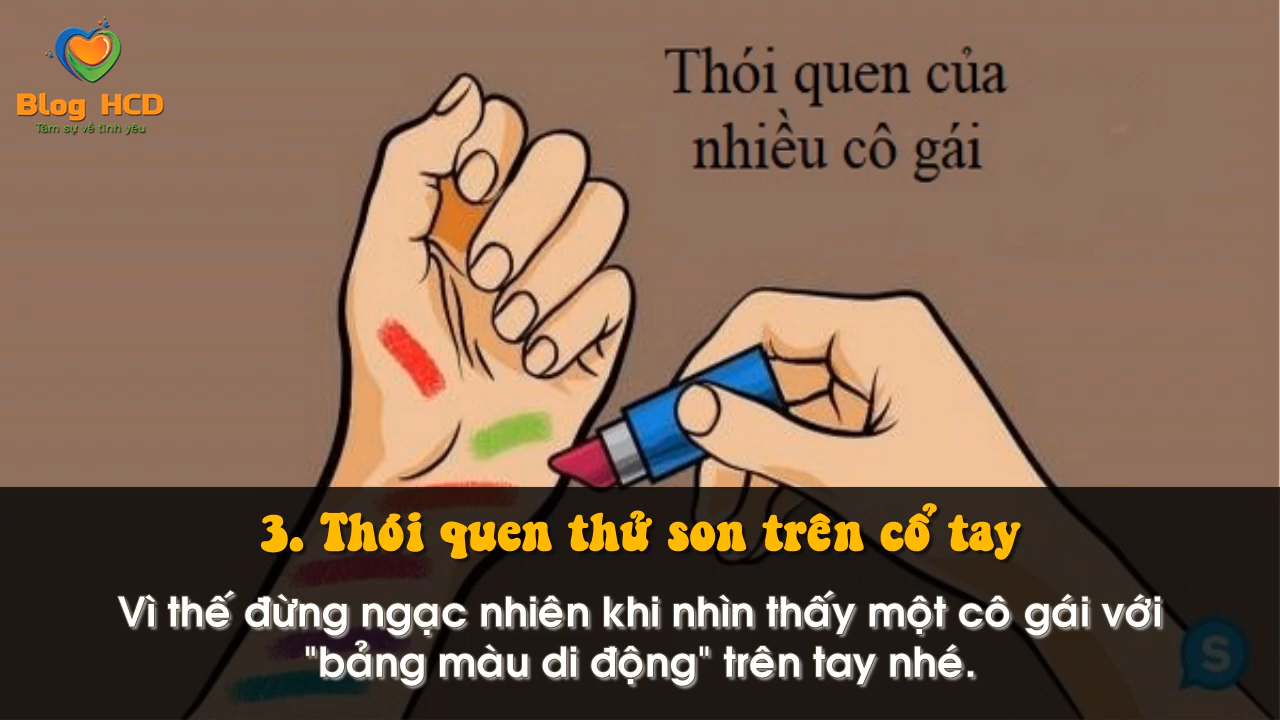 Blog HCD
Tâm sự về tình yêu
Thói quen của
nhiều cô gái
3. Thói quen thử son trên cổ tay
Vì thế đừng ngạc nhiên khi nhìn thấy một cô gái với
"bảng màu di động" trên tay nhé.
S